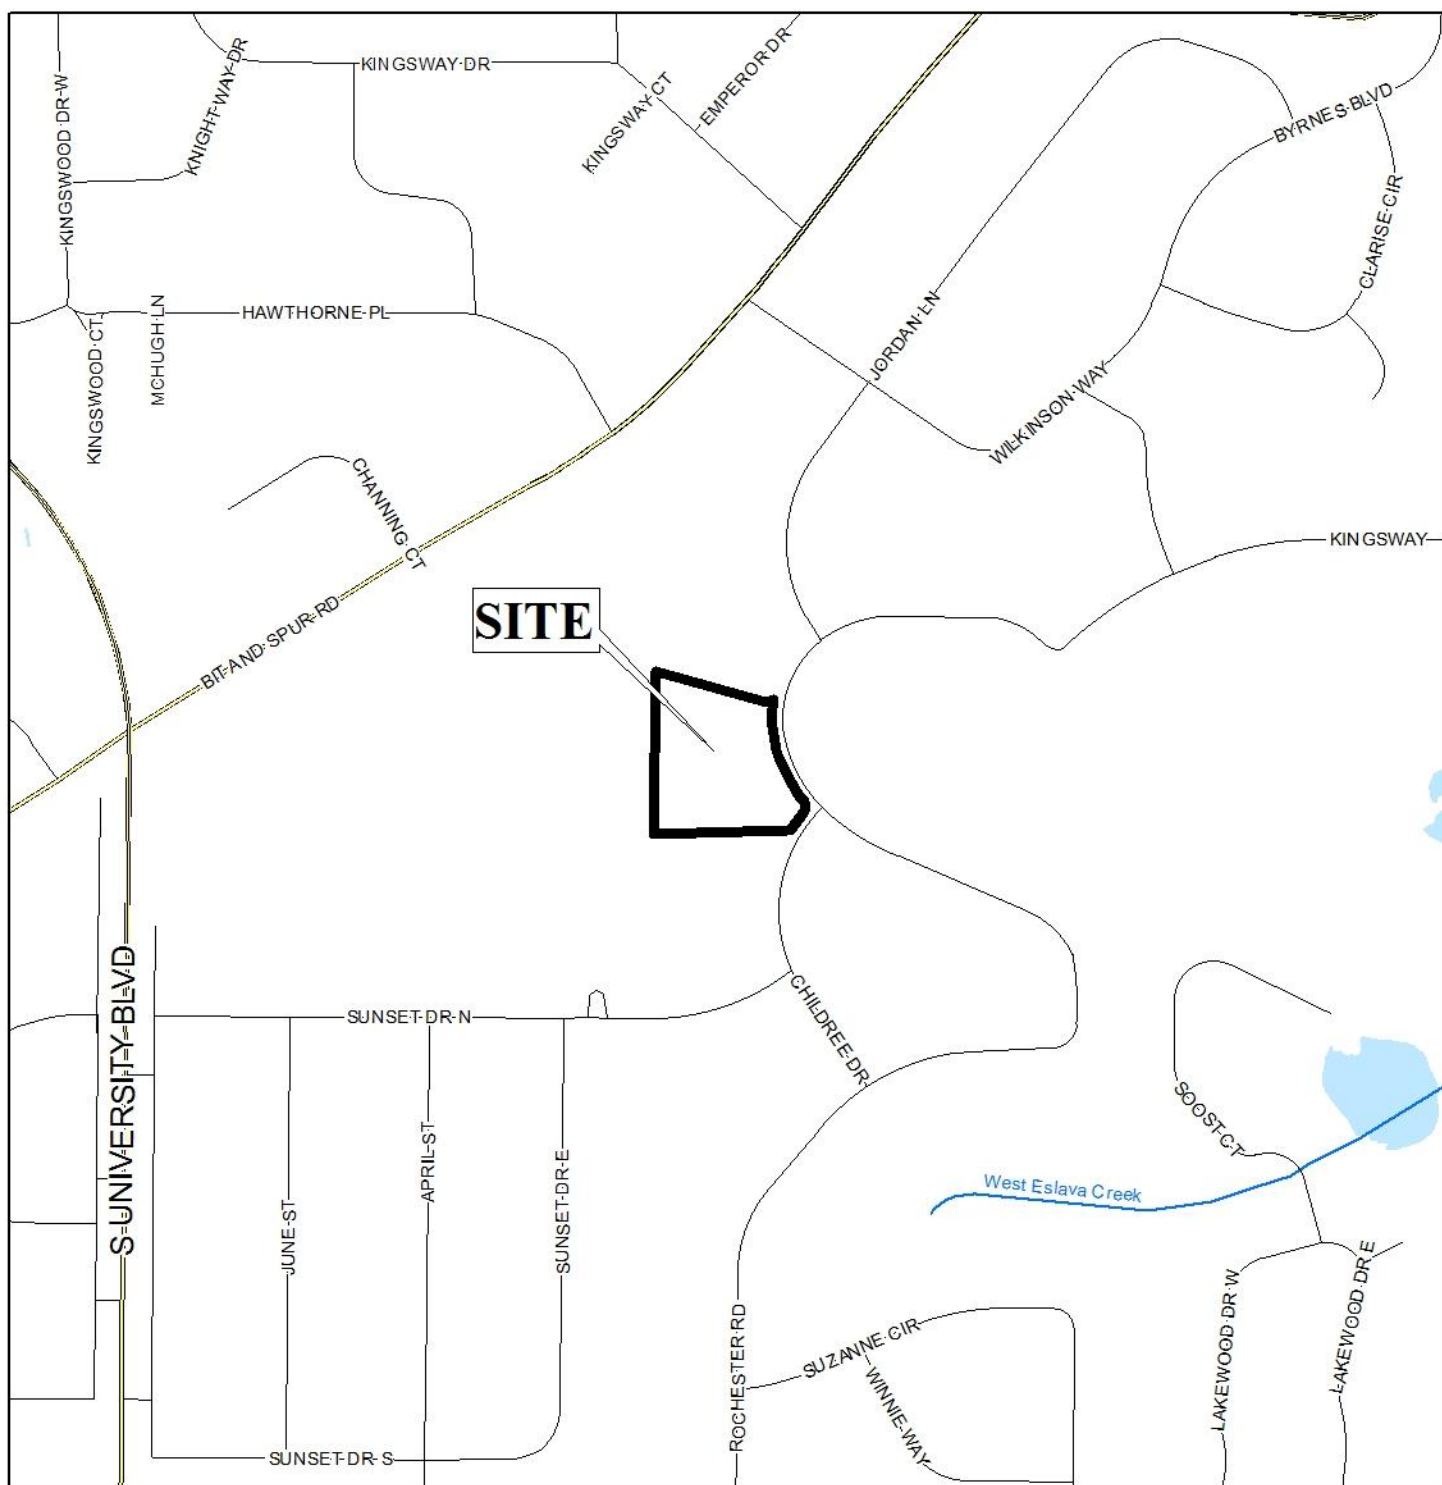 KINGSWOOD DR W
KNIGHT WAY DR
KINGSWAY DR
KINGSWAY CT
EMPEROR DR
BYRNES BLVD
CLARISE CIR
KINGSWOOD CT
MCHUGH LN
HAWTHORNE PL
JORDAN LN
WILKINSON WAY
CHANNING CT
KINGSWAY
BIT AND SPUR RD
SITE
S UNIVERSITY BLVD
SUNSET DR N
CHILDREE DR
JUNE ST
APRIL ST
SUNSET DR E
SOOST CT
West Eslava Creek
ROCHESTER RD
SUZANNE CIR
WINNIE WAY
LAKEWOOD DR W
LAKEWOOD DR E
SUNSET DR S